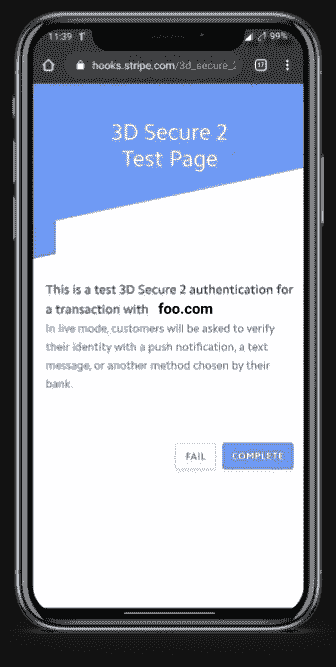 11:39
99%
hooks.stripe.com/3d_secure_2
17
3D Secure 2
Test Page
This is a test 3D Secure 2 authentication for
a transaction with foo.com
In live mode, customers will be asked to verify
their identity with a push notification, a text
message, or another method chosen by their
bank.
FAIL
COMPLETE